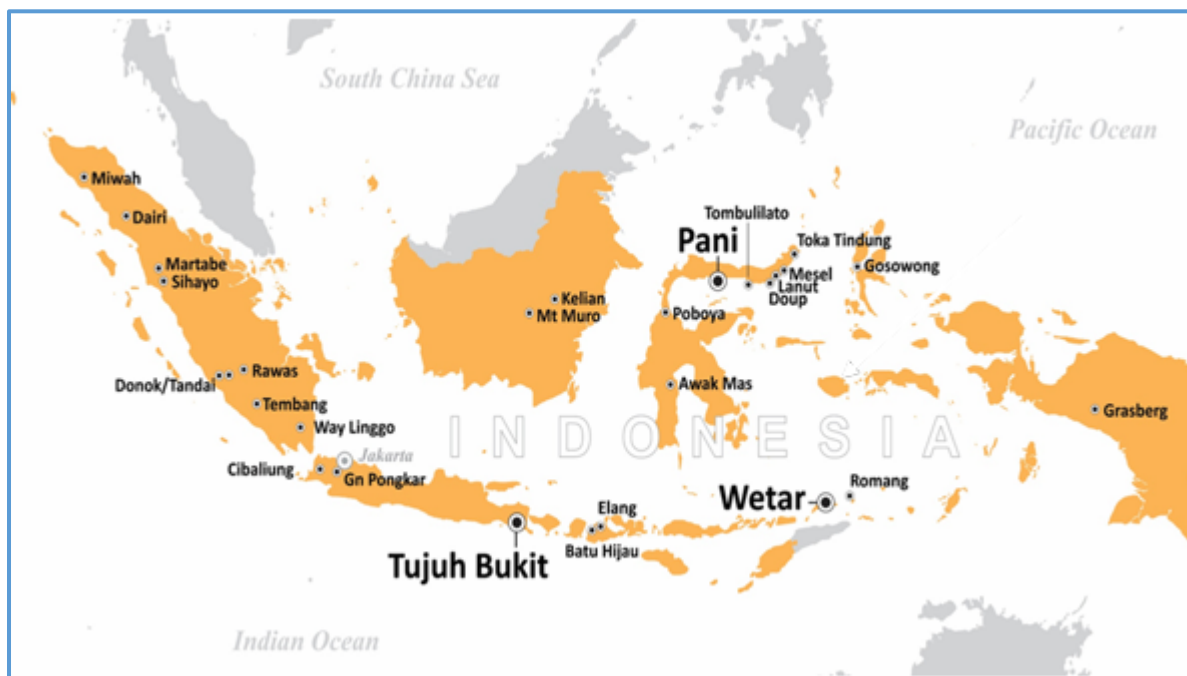 South China Sea
Pacific Ocean
Miwah
Dairi
Martabe
Sihayo
Tombulilato
Pani
Toka Tindung
Mesel
Gosowong
Lanut
Doup
Kelian
Mt Muro
Poboya
Donok/Tandai
Rawas
Awak Mas
Tembang
Grasberg
Way Linggo
INDONESIA
Jakarta
Cibaliung
Gn Pongkar
Wetar
Romang
Elang
Batu Hijau
Tujuh Bukit
Indian Ocean